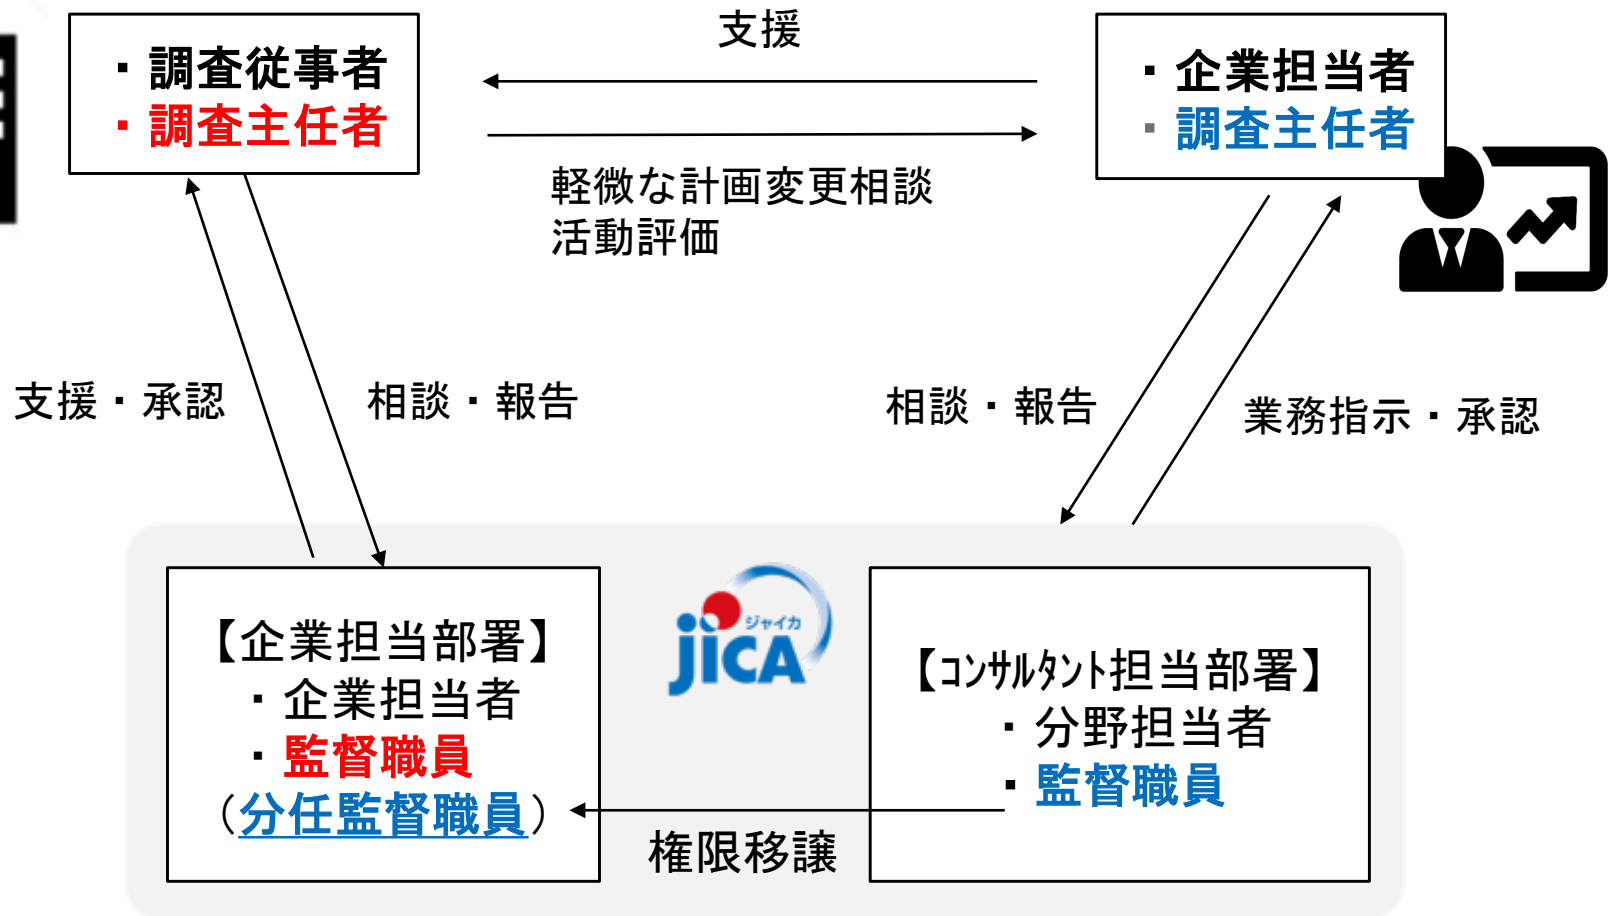 ・調査従事者
・調査主任者
支援
・企業担当者
・調査主任者
軽微な計画変更相談
活動評価
支援・承認
相談・報告
相談・報告
業務指示・承認
【企業担当部署】
・企業担当者
・監督職員
（分任監督職員）
ジャイカ
jICA
【コンサルタント担当部署】
・分野担当者
・監督職員
権限移譲